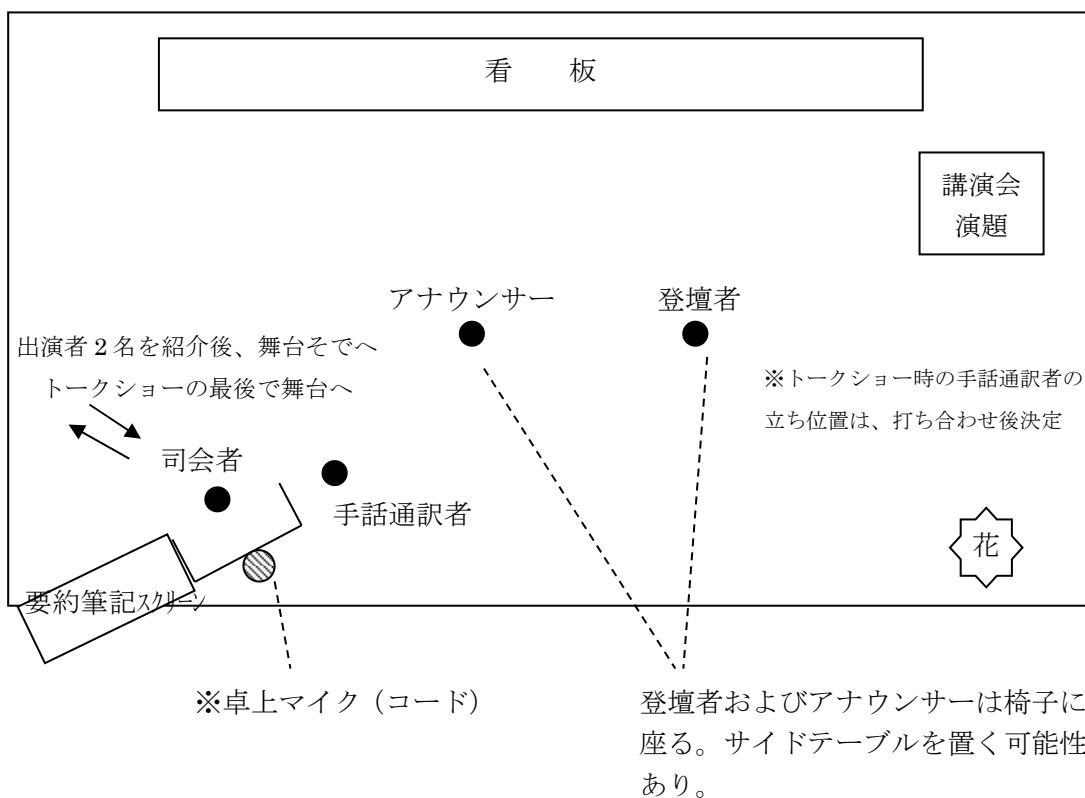 看　板
講演会
演題
アナウンサー
登壇者
出演者２名を紹介後、舞台そでへ
トークショーの最後で舞台へ
※トークショー時の手話通訳者の
立ち位置は、打ち合わせ後決定
司会者
手話通訳者
花
要約筆記ｽｸﾘｰﾝ
※卓上マイク（コード）
登壇者およびアナウンサーは椅子に
座る。サイドテーブルを置く可能性
あり。